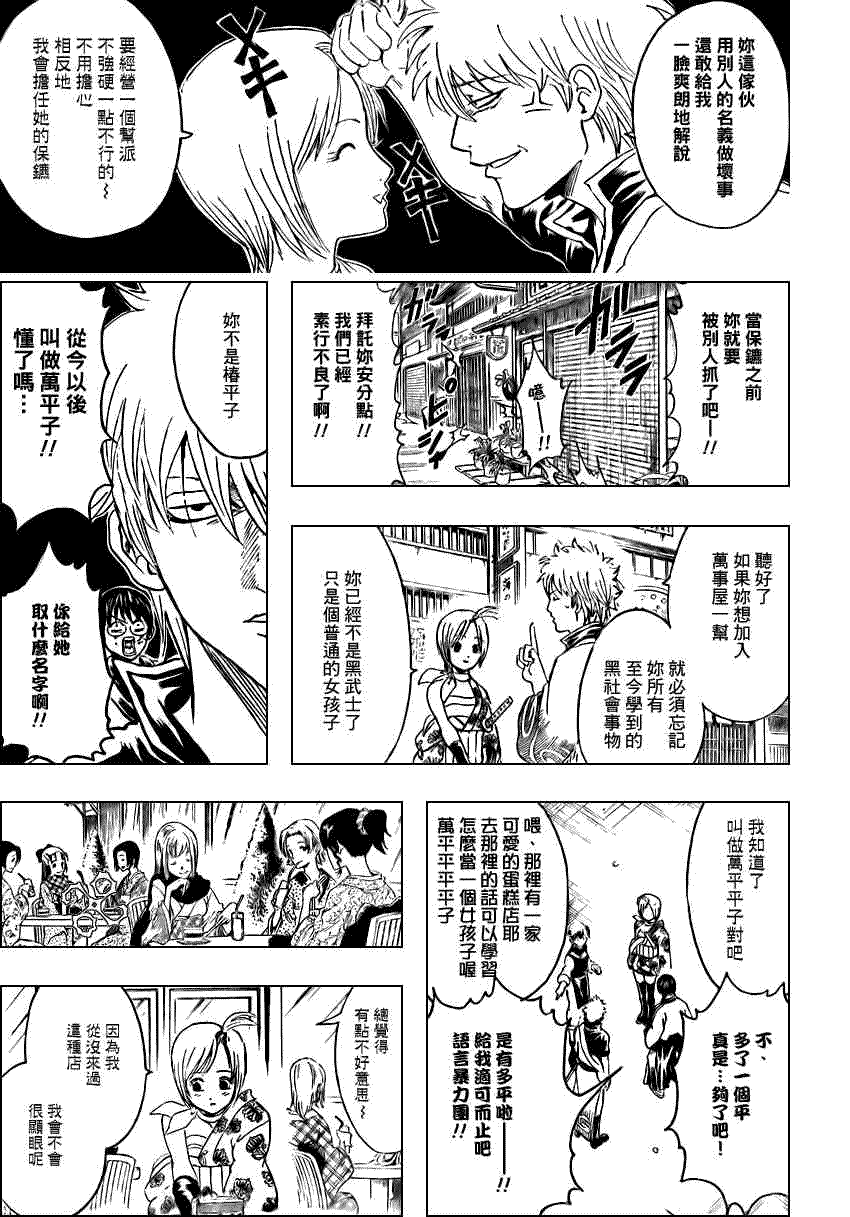 妳這傢伙
用別人的名義做壞事
還敢給我
一臉爽朗地解說
要經營一個幫派
不強硬一點不行的~
不用擔心
相反地
我會擔任她的保鑣
メキ
メキ
當保鑣之前
妳就要
被別人抓了吧—!!
噫—!!
拜託妳安分點!!
我們已經
素行不良了啊!!
妳不是椿平子
從今以後
叫做萬平子!!
懂了嗎…
你給她
取什麼名字啊!!
聽好了
如果妳想加入
萬事屋一幫
就必須忘記
妳所有
至今學到的
黑社會事物
妳已經不是黑武士了
只是個普通的女孩子
我知道了
叫做萬平平子對吧
不、
多了一個平
真是…夠了吧!
喂、那裡有一家
可愛的蛋糕店耶
去那裡的話可以學習
怎麼當一個女孩子喔
萬平平平平子
是有多平啦——!!
給我適可而止吧
語言暴力團!!
總覺得
有點不好意思~
因為我
從沒來過
這種店
我會不會
很顯眼呢